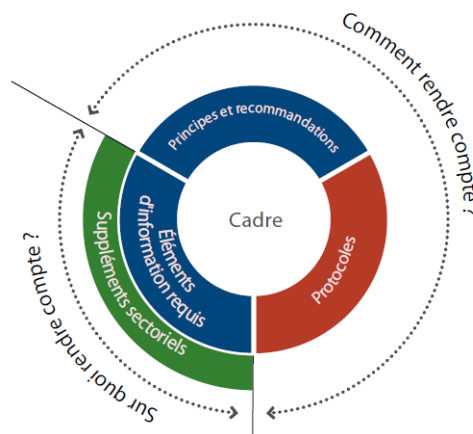 Comment rendre compte ?
Principes et recommandations
Cadre
Éléments
d'information requis
Protocoles
Suppléments sectoriels
Sur quoi rendre compte ?